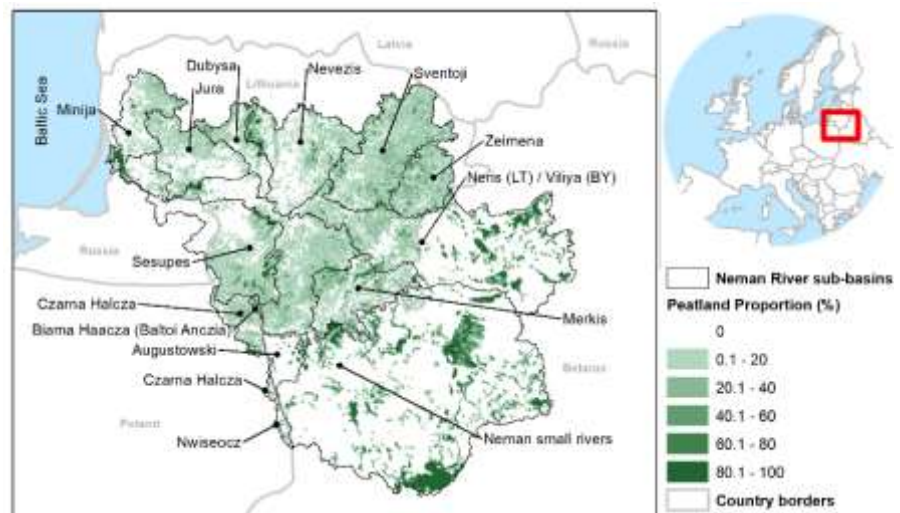 Latvia
Russia
Dubysa
Lithuania
Nevezis
Sventoji
Jura
Baltic Sea
Minija
Zeimena
Neris (LT) / Viliya (BY)
Russia
Sesupes
Czarna Halcza
Biama Haacza (Baltoi Anczia)
Merkis
Augustowski
Belarus
Czarna Halcza
Poland
Nwiseocz
Neman small rivers
Neman River sub-basins
Peatland Proportion (%)
0
0.1 - 20
20.1 - 40
40.1 - 60
60.1 - 80
80.1 - 100
Country borders